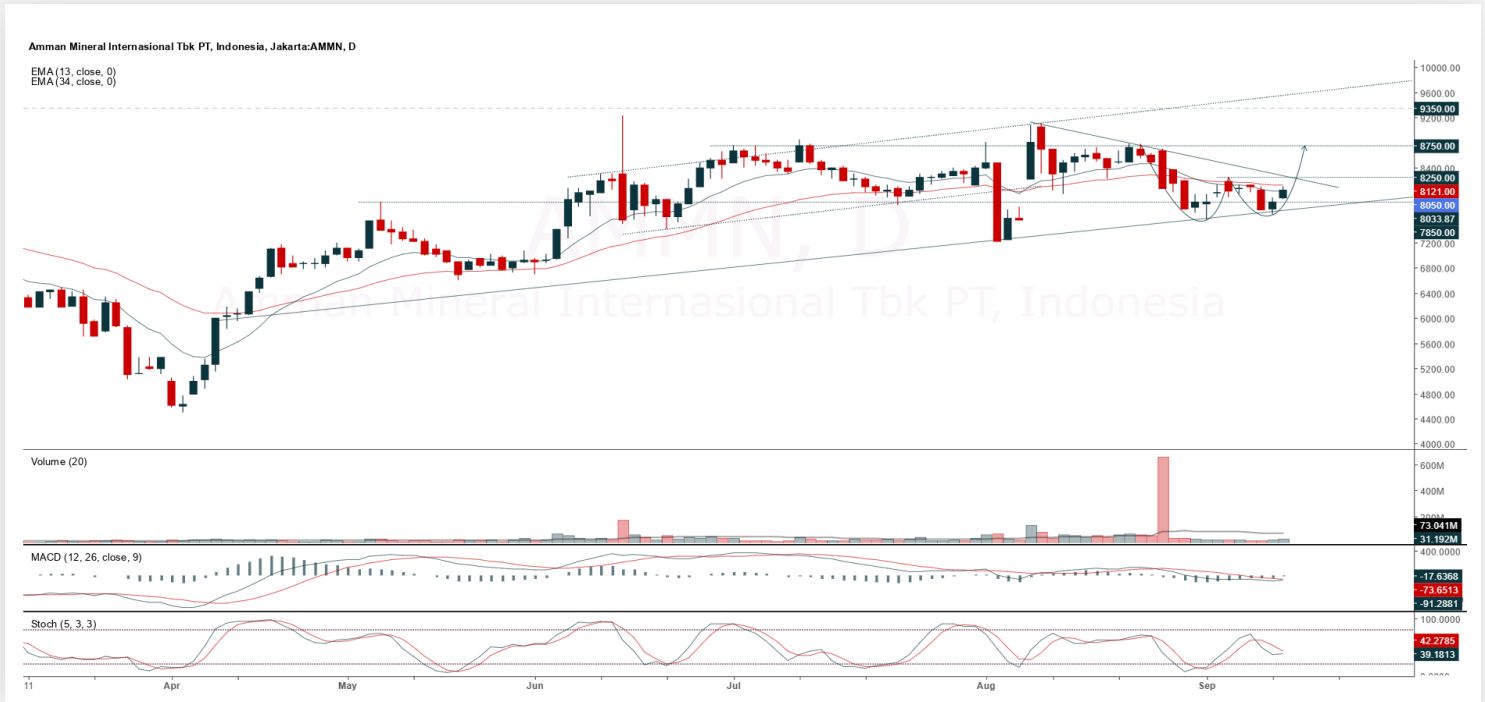 Amman Mineral Internasional Tbk PT, Indonesia, Jakarta:AMMN, D
EMA (13, close, 0)
EMA (34, close, 0)
10000.00
9600.00
9350.00
9200.00
8750.00
8400.00
8250.00
8121.00
8050.00
8033.87
7850.00
7200.00
6800.00
6400.00
6000.00
5600.00
5200.00
4800.00
4400.00
4000.00
AMMN, D
Amman Mineral Internasional Tbk PT, Indonesia
Volume (20)
600M
400M
200M
73.041M
31.192M
MACD (12, 26, close, 9)
400.0000
-17.6368
-73.6513
-91.2881
Stoch (5, 3, 3)
100.0000
42.2785
39.1813
0.0000
11 Apr May Jun Jul Aug Sep